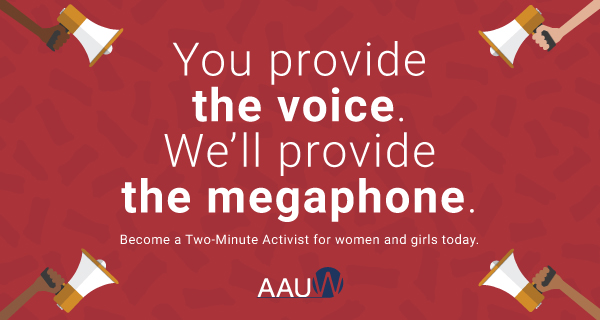 You provide
the voice.
We’ll provide
the megaphone.
Become a Two-Minute Activist for women and girls today.
AAUW